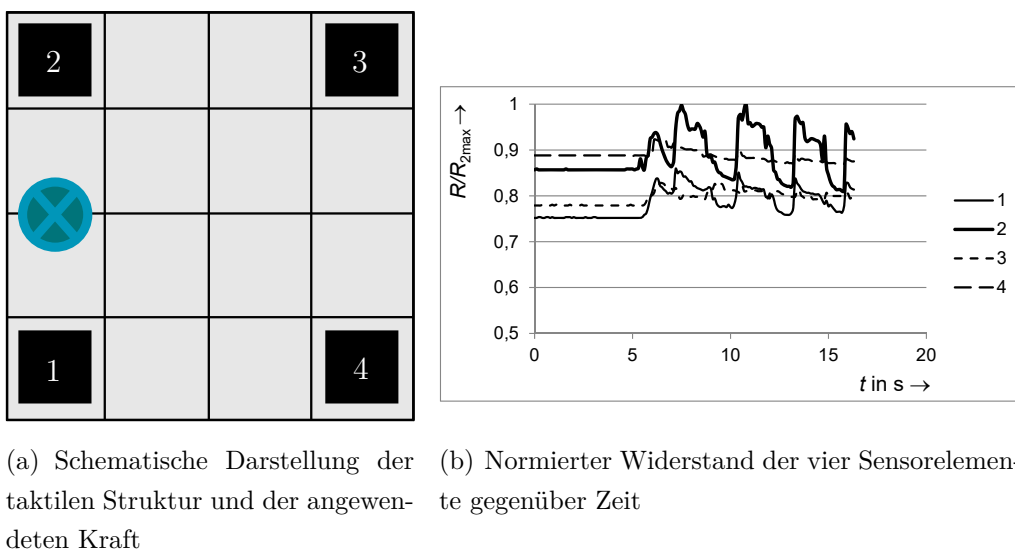 2
3
1
4
R/R2max →
1
0,9
0,8
0,7
0,6
0,5
0
5
10
15
20
t in s →
1
2
3
4
(a) Schematische Darstellung der
taktilen Struktur und der angewen-
deten Kraft
(b) Normierter Widerstand der vier Sensorelemen-
te gegenüber Zeit